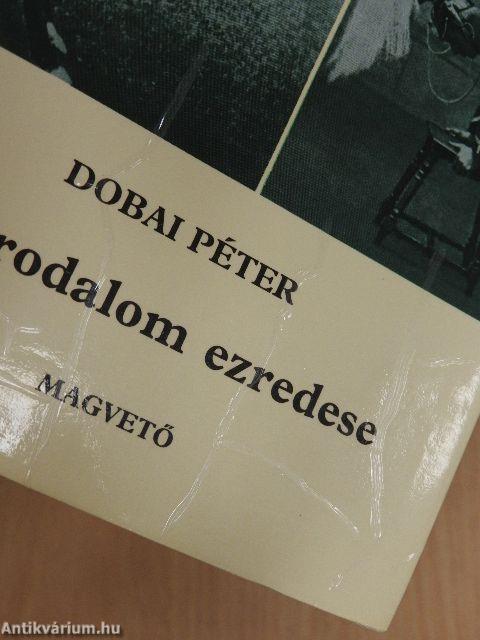 DOBAI PÉTER
rodalom ezredese
MAGVETŐ
Antikvárium.hu